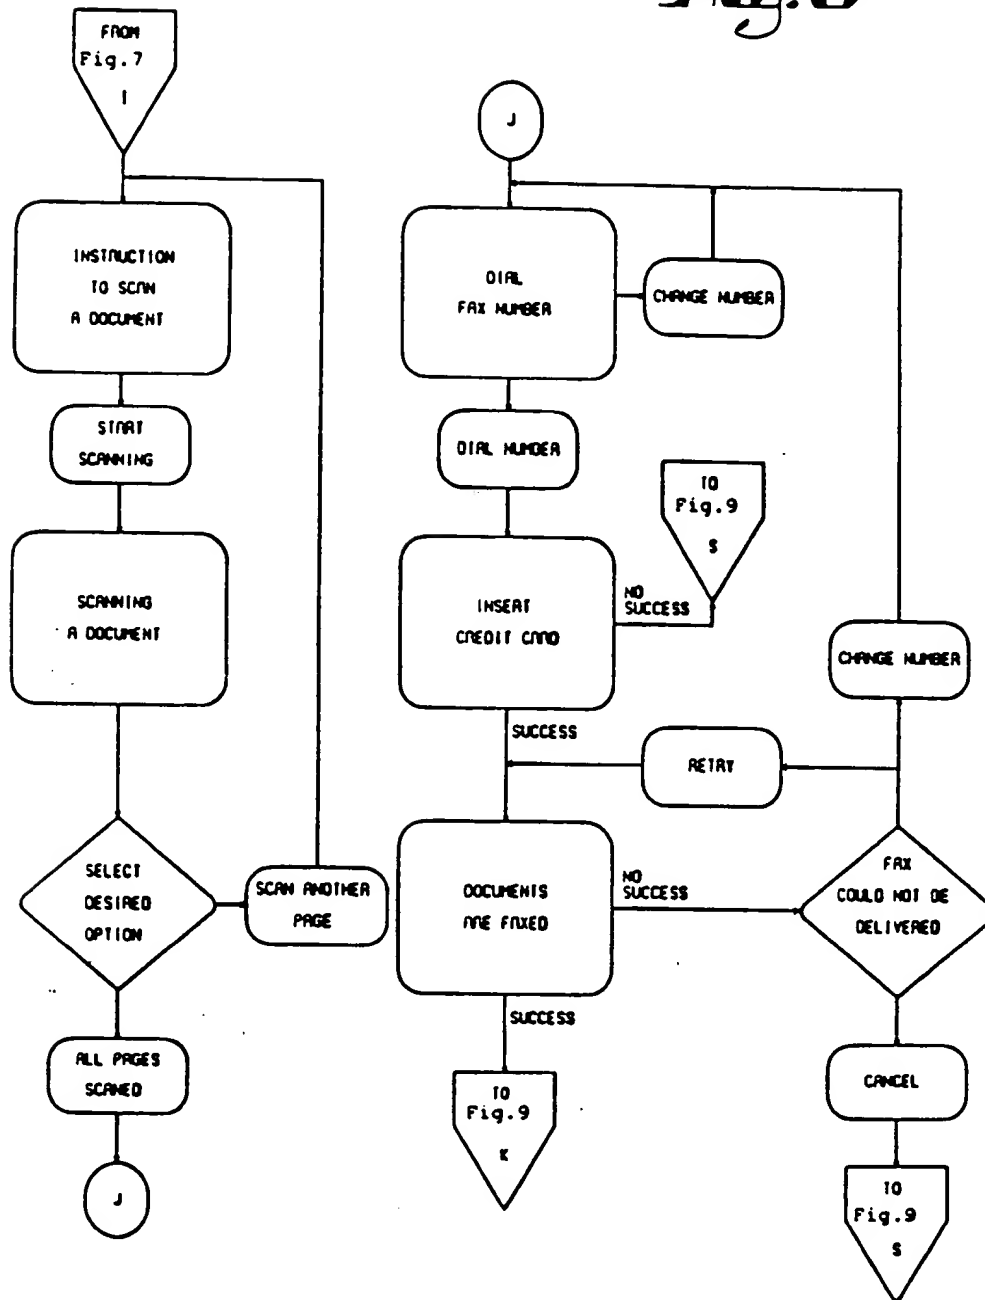 FROM
Fig.7
I
INSTRUCTION
TO SCAN
A DOCUMENT
START
SCANNING
SCANNING
A DOCUMENT
SELECT
DESIRED
OPTION
SCAN ANOTHER
PAGE
ALL PAGES
SCANED
J
J
DIAL
FAX NUMBER
CHANGE NUMBER
DIAL NUMBER
TO
Fig.9
S
INSERT
CREDIT CARD
NO
SUCCESS
SUCCESS
CHANGE NUMBER
RETRY
DOCUMENTS
ARE FAXED
NO
SUCCESS
FAX
COULD NOT BE
DELIVERED
SUCCESS
TO
Fig.9
K
CANCEL
TO
Fig.9
S